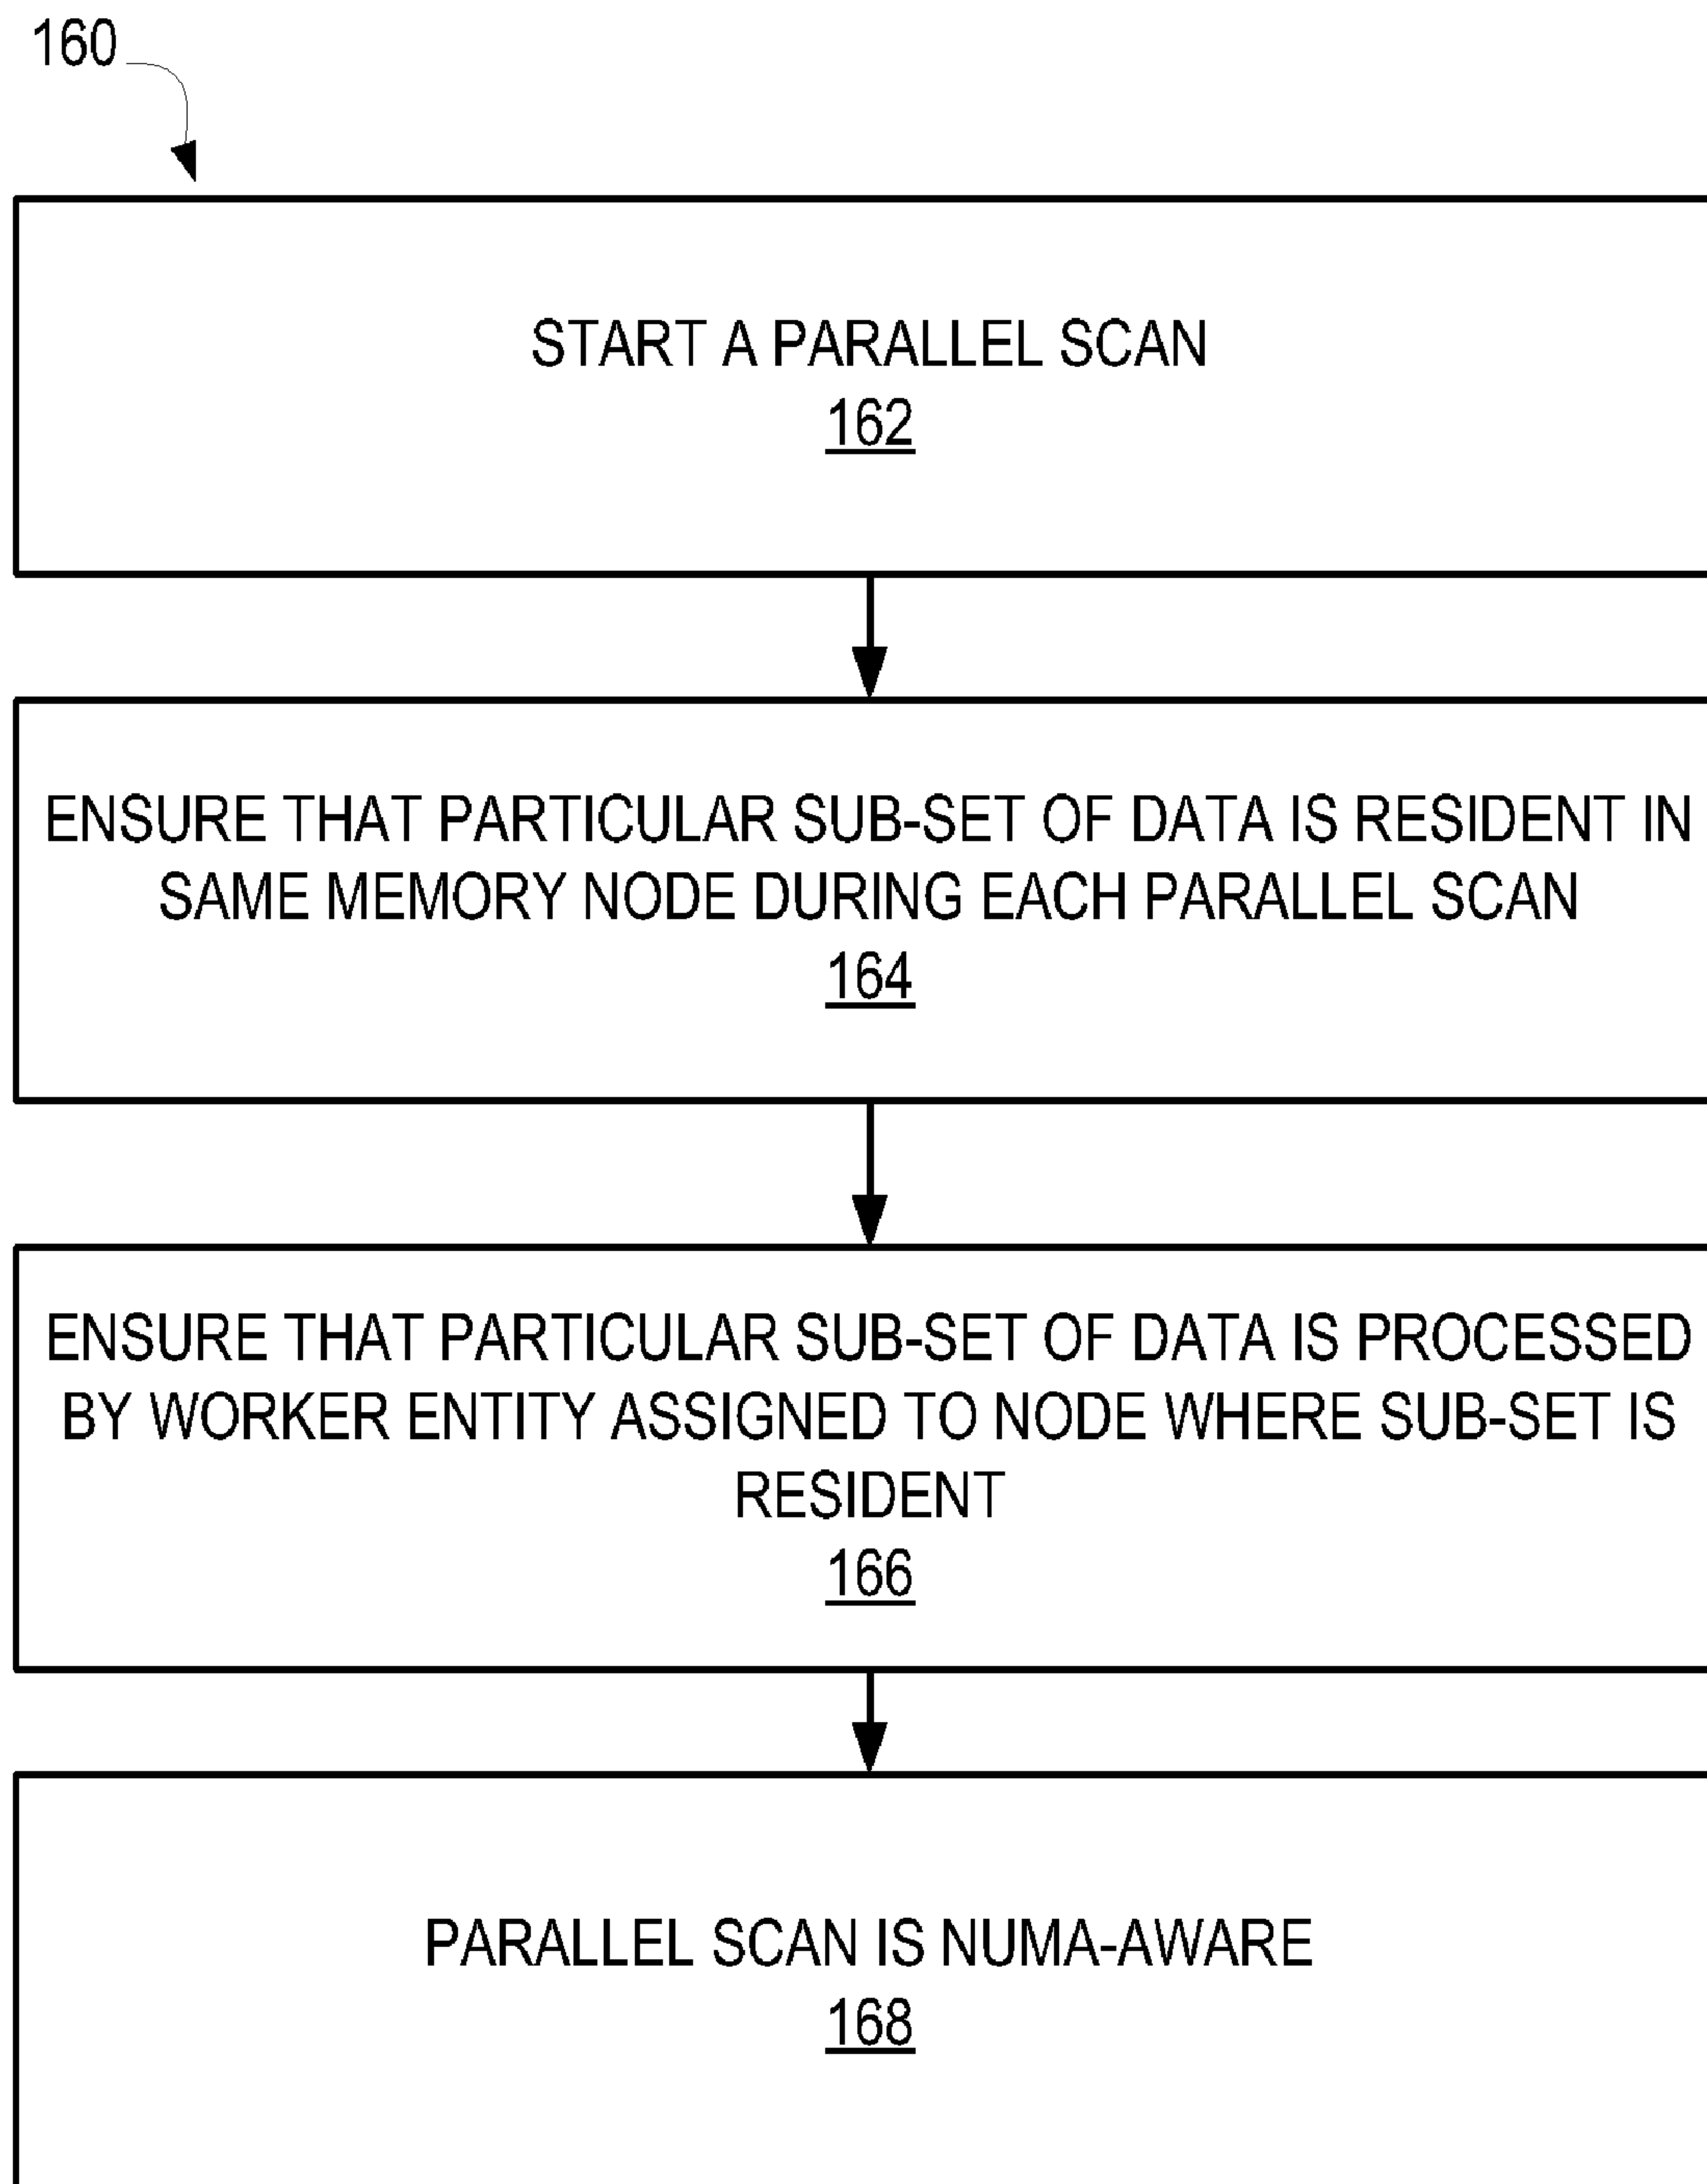 160
START A PARALLEL SCAN
162
ENSURE THAT PARTICULAR SUB-SET OF DATA IS RESIDENT IN
SAME MEMORY NODE DURING EACH PARALLEL SCAN
164
ENSURE THAT PARTICULAR SUB-SET OF DATA IS PROCESSED
BY WORKER ENTITY ASSIGNED TO NODE WHERE SUB-SET IS
RESIDENT
166
PARALLEL SCAN IS NUMA-AWARE
168